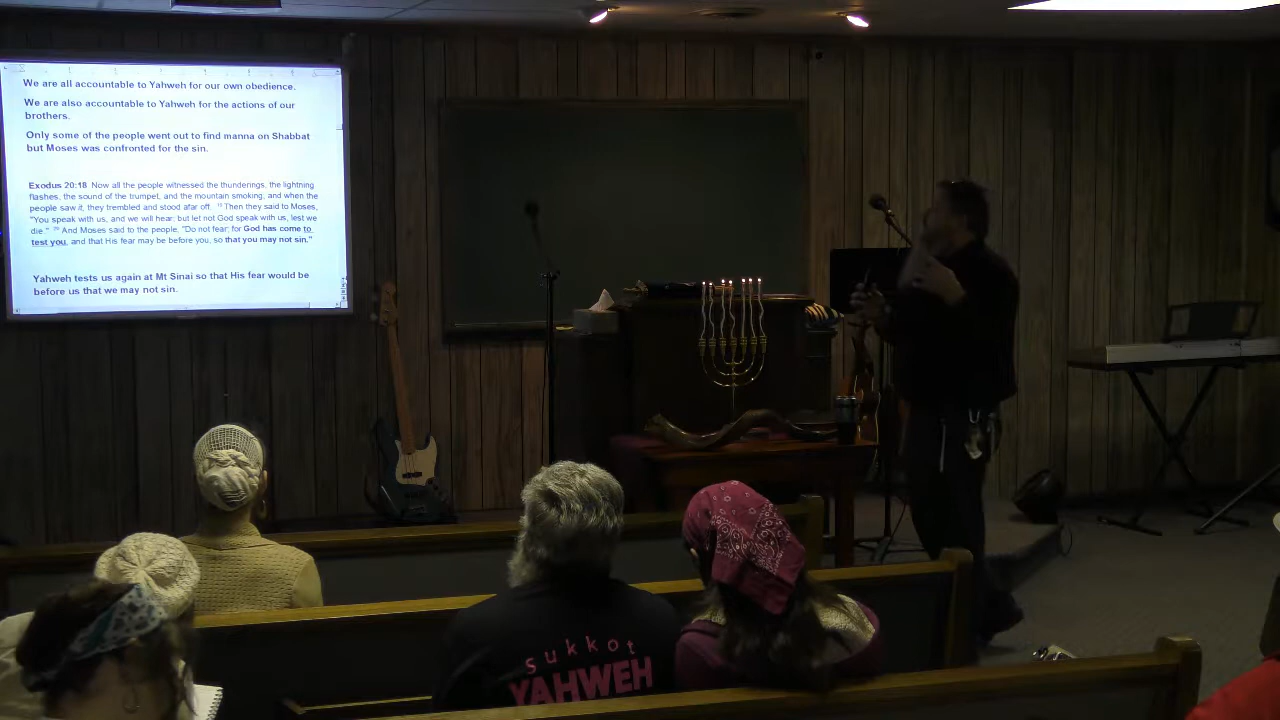 We are all accountable to Yahweh for our own obedience.
We are also accountable to Yahweh for the actions of our
brothers.
Only some of the people went out to find manna on Shabbat
but Moses was confronted for the sin.
Exodus 20:18 Now all the people witnessed the thunderings, the lightning
flashes, the sound of the trumpet, and the mountain smoking; and when the
people saw it, they trembled and stood afar off. 19 Then they said to Moses,
"You speak with us, and we will hear; but let not God speak with us, lest we
die." 20 And Moses said to the people, "Do not fear; for God has come to
test you, and that His fear may be before you, so that you may not sin."
Yahweh tests us again at Mt Sinai so that His fear would be
before us that we may not sin.
sukkot
YAHWEH